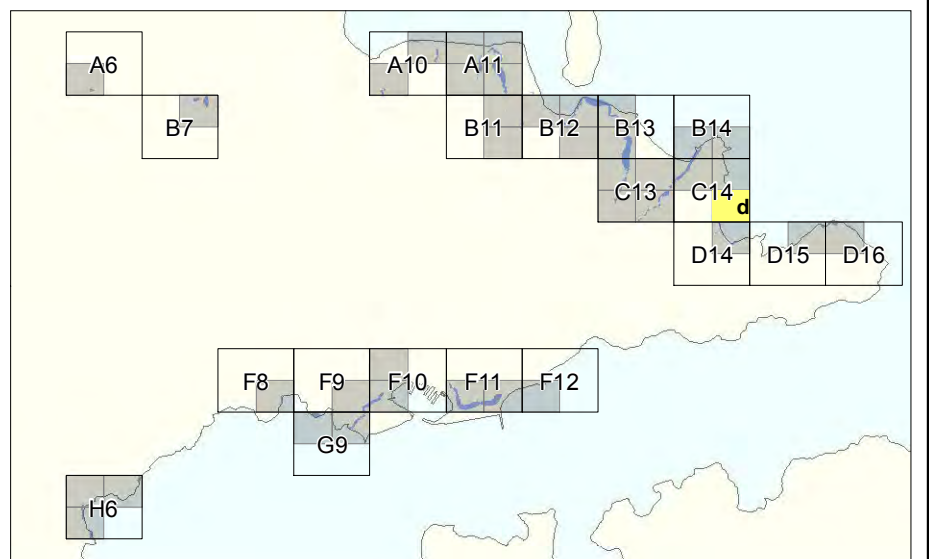 A6 A10 A11
B7 B11 B12 B13 B14
C13 C14
d
D14 D15 D16
F8 F9 F10 F11 F12
G9
H6